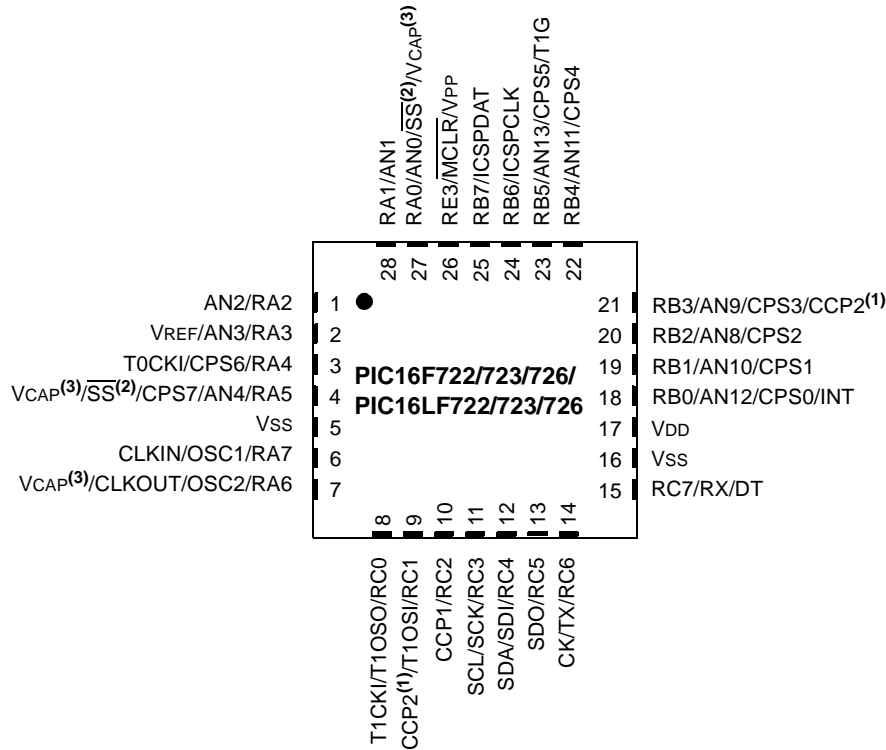 RA1/AN1
RA0/AN0/SS(2)/VCAP(3)
RE3/MCLR/VPP
RB7/ICSPDAT
RB6/ICSPCLK
RB5/AN13/CPS5/T1G
RB4/AN11/CPS4
28 27 26 25 24 23 22
AN2/RA2 1
VREF/AN3/RA3 2
T0CKI/CPS6/RA4 3
VCAP(3)/SS(2)/CPS7/AN4/RA5 4
VSS 5
CLKIN/OSC1/RA7 6
VCAP(3)/CLKOUT/OSC2/RA6 7
PIC16F722/723/726/
PIC16LF722/723/726
21 RB3/AN9/CPS3/CCP2(1)
20 RB2/AN8/CPS2
19 RB1/AN10/CPS1
18 RB0/AN12/CPS0/INT
17 VDD
16 VSS
15 RC7/RX/DT
8 9 10 11 12 13 14
T1CKI/T1OSO/RC0
CCP2(1)/T1OSI/RC1
CCP1/RC2
SCL/SCK/RC3
SDA/SDI/RC4
SDO/RC5
CK/TX/RC6